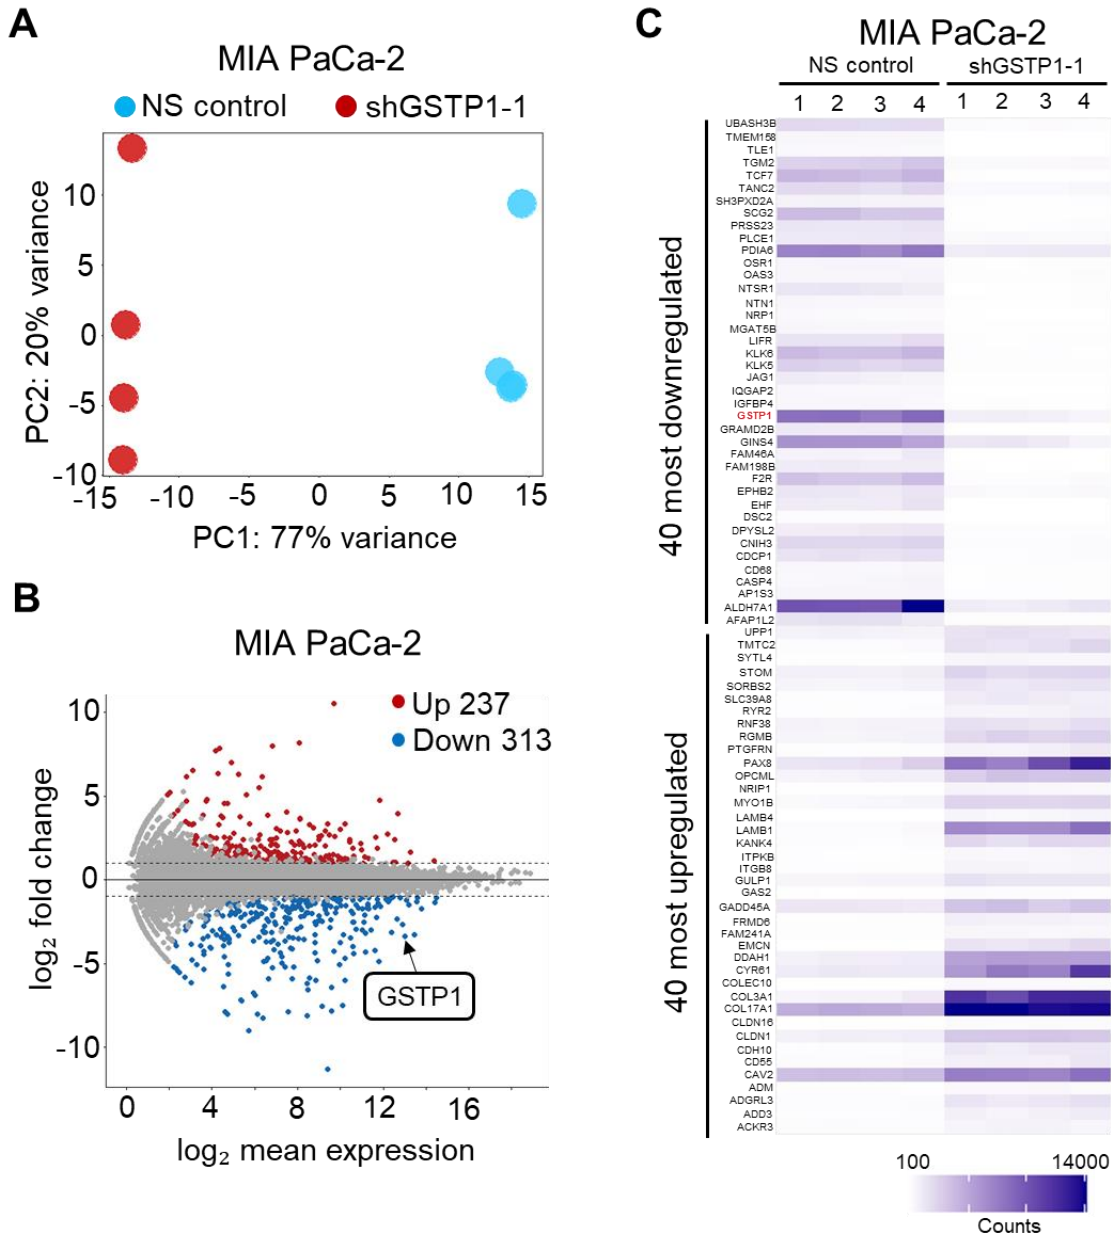 A
MIA PaCa-2
NS control shGSTP1-1
10
5
0
-5
-10
-15 -10 -5 0 5 10 15
PC2: 20% variance
PC1: 77% variance
B
MIA PaCa-2
Up 237
Down 313
10
5
0
-5
-10
GSTP1
0 4 8 12 16
log₂ fold change
log₂ mean expression
C
MIA PaCa-2
NS control shGSTP1-1
1 2 3 4 1 2 3 4
40 most downregulated
UBASH3B
TMEM158
TLE1
TGM2
TCF7
TANC2
SH3PXD2A
SCG2
PRSS23
PLCE1
PDIA6
OSR1
OAS3
NTSR1
NTN1
NRP1
MGAT5B
LIFR
KLK6
KLK5
JAG1
IQGAP2
IGFBP4
GSTP1
GRAMD2B
GINS4
FAM46A
FAM198B
F2R
EPHB2
EHF
DSC2
DPYSL2
CNIH3
CDCP1
CD68
CASP4
AP1S3
ALDH7A1
AFAP1L2
40 most upregulated
UPP1
TMTC2
SYTL4
STOM
SORBS2
SLC39A8
RYR2
RNF38
RGMB
PTGFRN
PAX8
OPCML
NRIP1
MYO1B
LAMB4
LAMB1
KANK4
ITPKB
ITGB8
GULP1
GAS2
GADD45A
FRMD6
FAM241A
EMCN
DDAH1
CYR61
COLEC10
COL3A1
COL17A1
CLDN16
CLDN1
CDH10
CD55
CAV2
ADM
ADGRL3
ADD3
ACKR3
100 14000
Counts